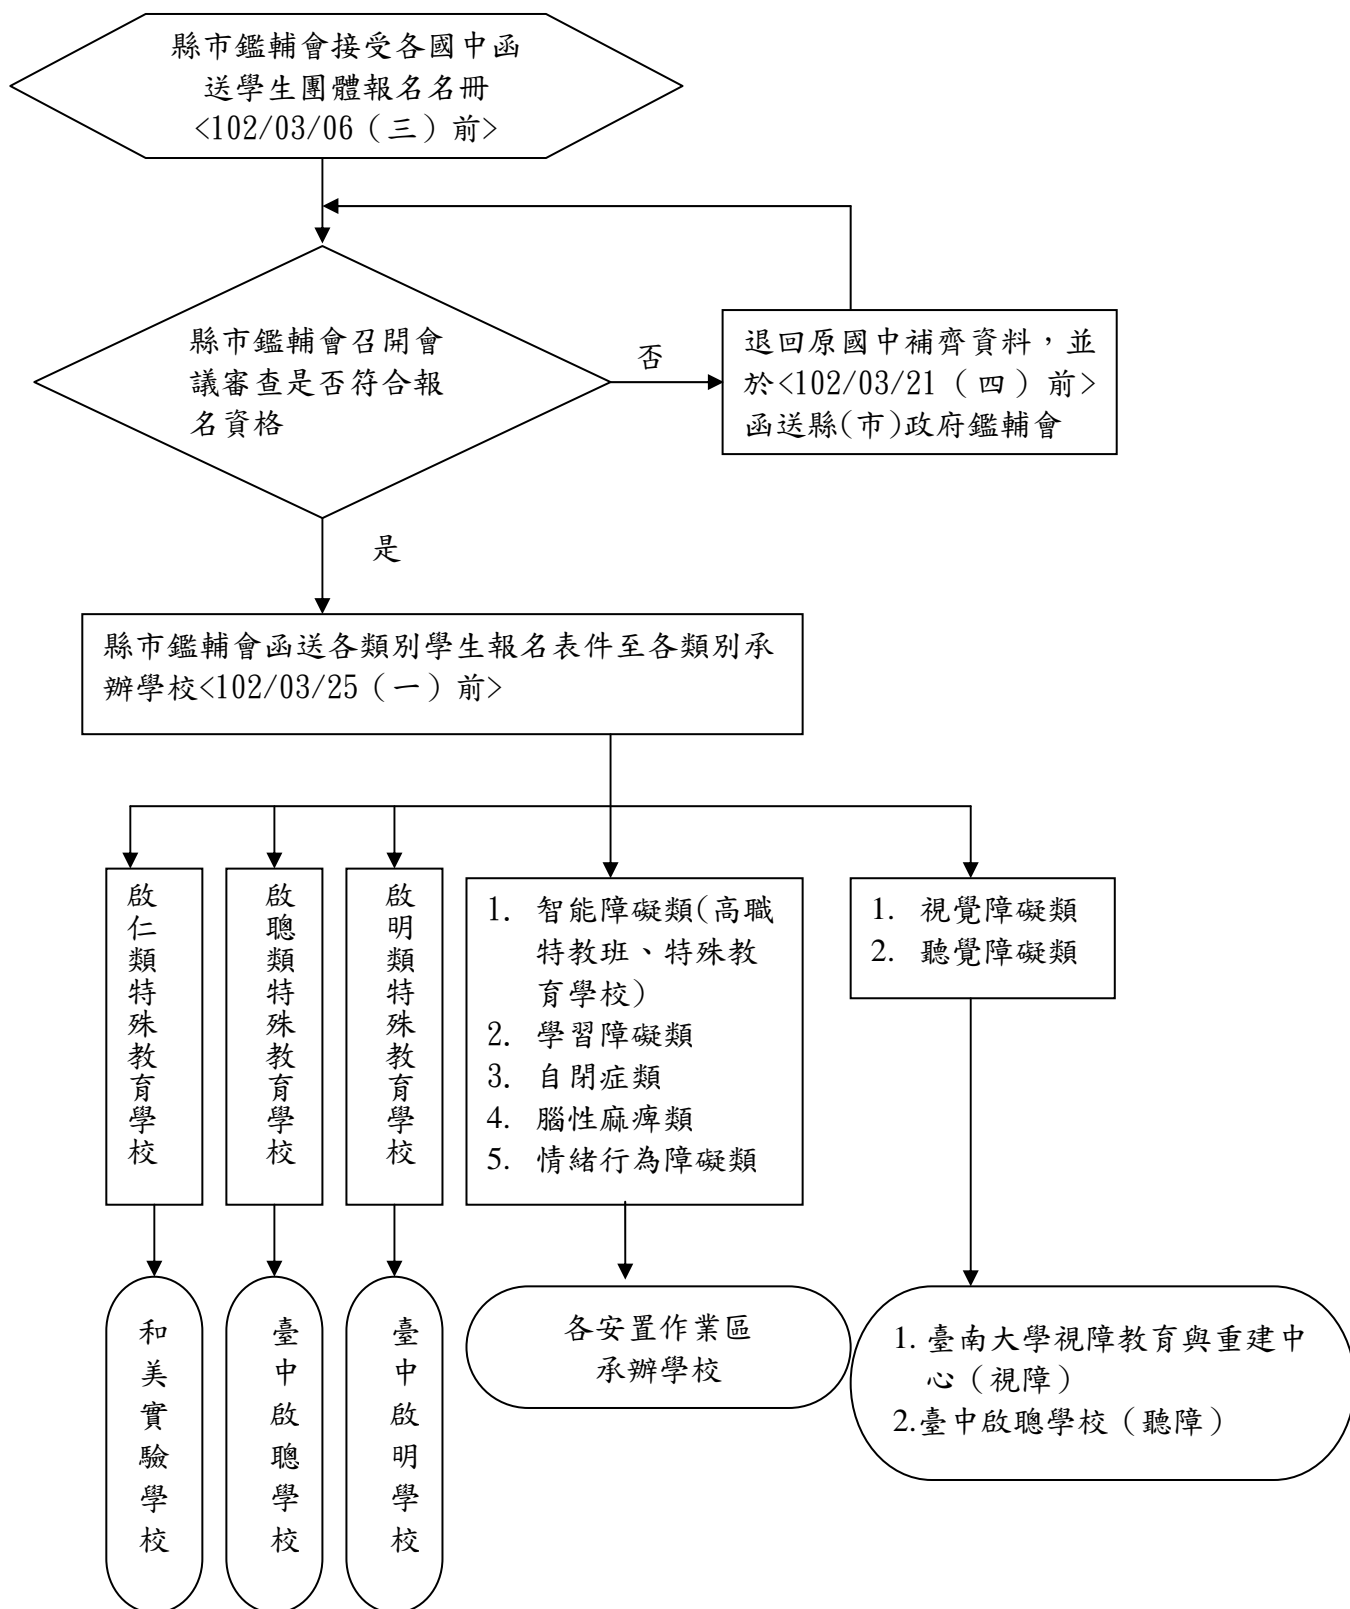 縣市鑑輔會接受各國中函
送學生團體報名名冊
<102/03/06（三）前>
縣市鑑輔會召開會
議審查是否符合報
名資格
否
退回原國中補齊資料，並
於<102/03/21（四）前>
函送縣(市)政府鑑輔會
是
縣市鑑輔會函送各類別學生報名表件至各類別承
辦學校<102/03/25（一）前>
啟仁類特殊教育學校
啟聰類特殊教育學校
啟明類特殊教育學校
1. 智能障礙類(高職
特教班、特殊教
育學校)
2. 學習障礙類
3. 自閉症類
4. 腦性麻痺類
5. 情緒行為障礙類
1. 視覺障礙類
2. 聽覺障礙類
和美實驗學校
臺中啟聰學校
臺中啟明學校
各安置作業區
承辦學校
1. 臺南大學視障教育與重建中
心（視障）
2.臺中啟聰學校（聽障）